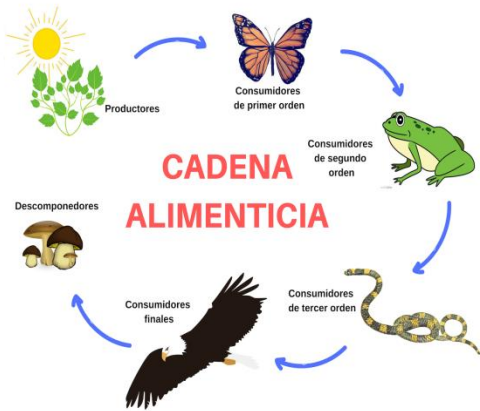 Productores
Consumidores
de primer orden
Consumidores
de segundo
orden
CADENA
ALIMENTICIA
Descomponedores
Consumidores
finales
Consumidores
de tercer orden